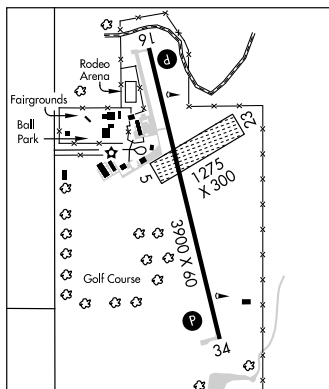 16
P
Rodeo
Arena
Fairgrounds
Ball
Park
23
5
1275
X 300
3900 X 60
Golf Course
P
34